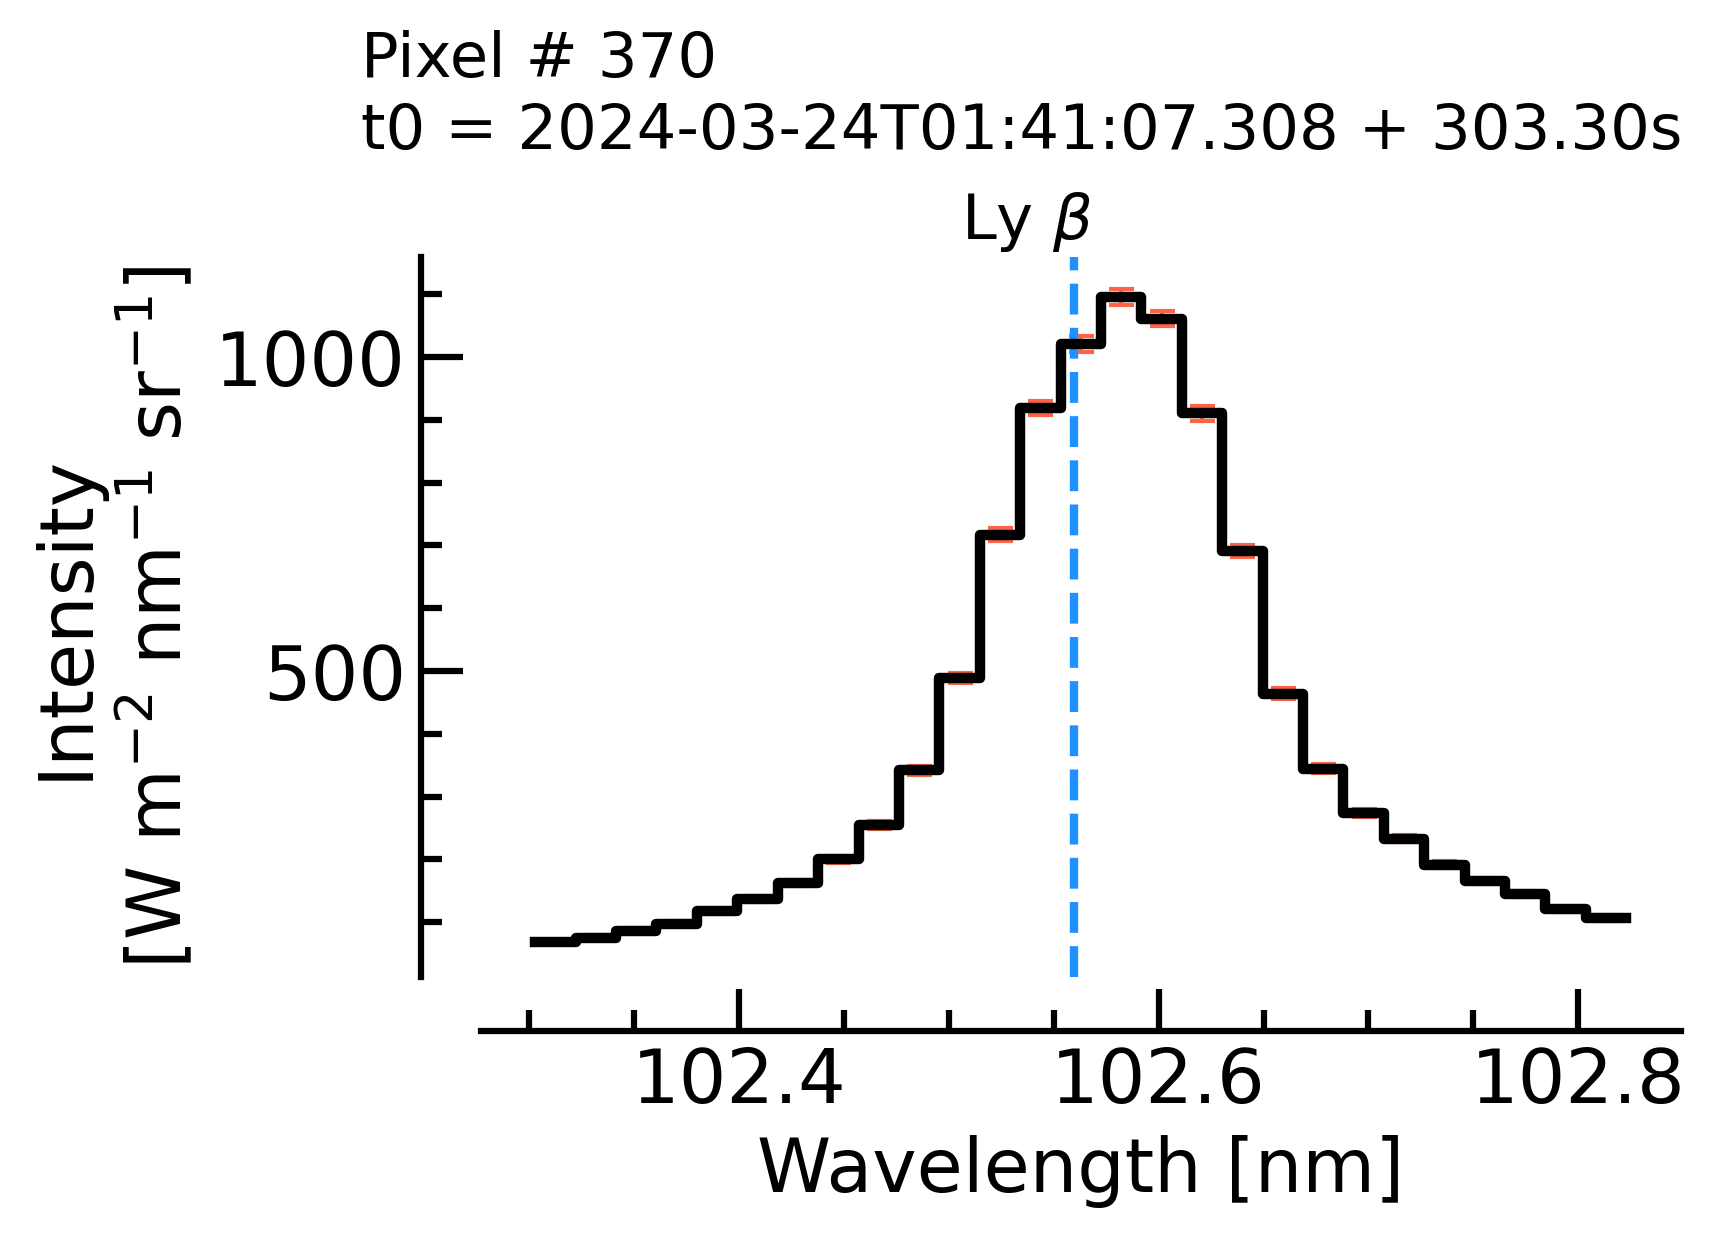 Pixel # 370
t0 = 2024-03-24T01:41:07.308 + 303.30s
Ly β
Intensity
[W m⁻² nm⁻¹ sr⁻¹]
1000
500
102.4 102.6 102.8
Wavelength [nm]